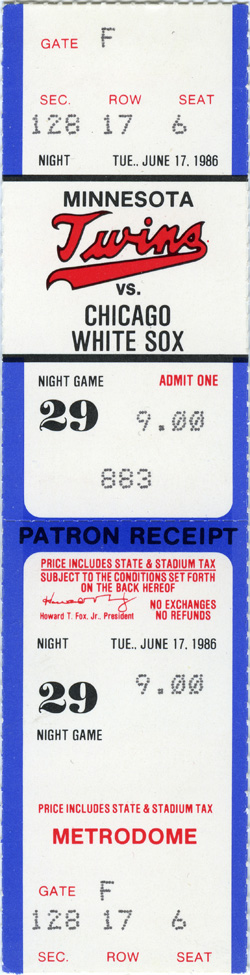 GATE F
SEC. ROW SEAT
128 17 6
NIGHT TUE., JUNE 17, 1986
MINNESOTA
Twins
VS.
CHICAGO
WHITE SOX
NIGHT GAME ADMIT ONE
29 9.00
883
PATRON RECEIPT
PRICE INCLUDES STATE & STADIUM TAX
SUBJECT TO THE CONDITIONS SET FORTH
ON THE BACK HEREOF
Howard T. Fox, Jr., President
NO EXCHANGES
NO REFUNDS
NIGHT TUE., JUNE 17, 1986
29 9.00
NIGHT GAME
PRICE INCLUDES STATE & STADIUM TAX
METRODOME
GATE F
128 17 6
SEC. ROW SEAT